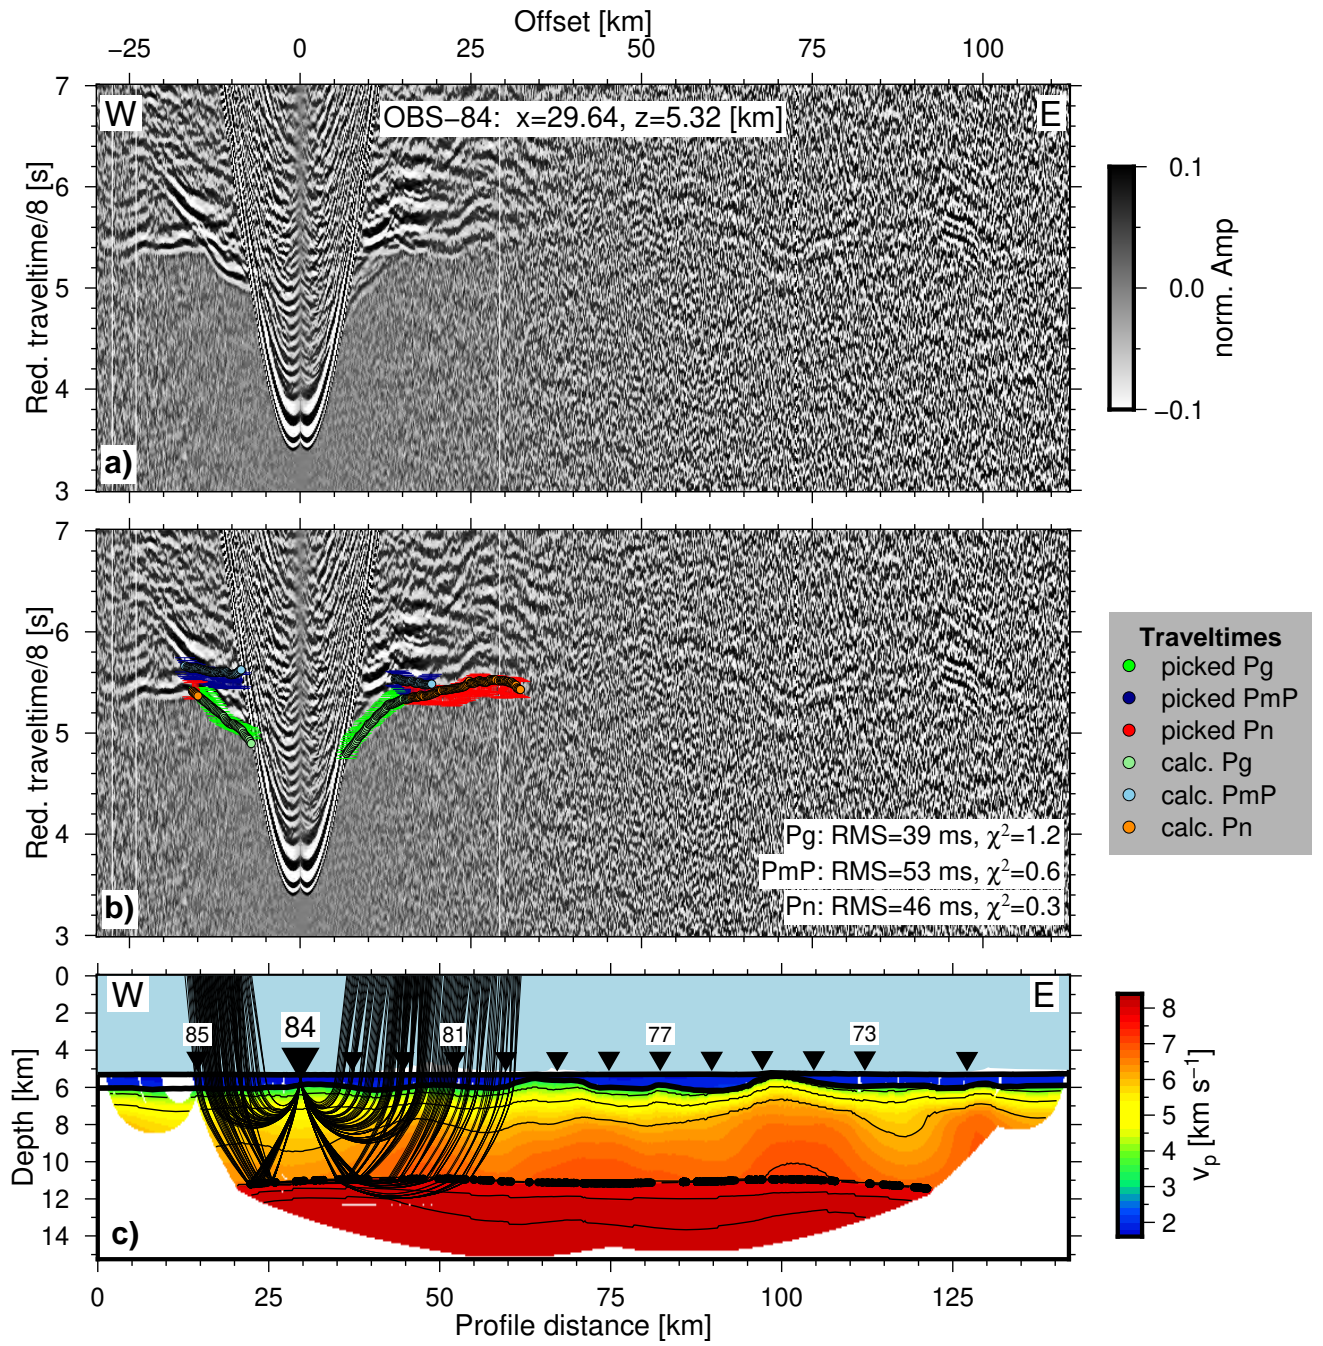 Offset [km]
−25 0 25 50 75 100
7
6
5
4
3
Red. traveltime/8 [s]
W
OBS−84: x=29.64, z=5.32 [km]
E
a)
0.1
0.0
−0.1
norm. Amp
7
6
5
4
3
Red. traveltime/8 [s]
Pg: RMS=39 ms, χ²=1.2
PmP: RMS=53 ms, χ²=0.6
Pn: RMS=46 ms, χ²=0.3
b)
Traveltimes
picked Pg
picked PmP
picked Pn
calc. Pg
calc. PmP
calc. Pn
0
2
4
6
8
10
12
14
Depth [km]
W
E
85 84 81 77 73
c)
8
7
6
5
4
3
2
vp [km s−1]
0 25 50 75 100 125
Profile distance [km]